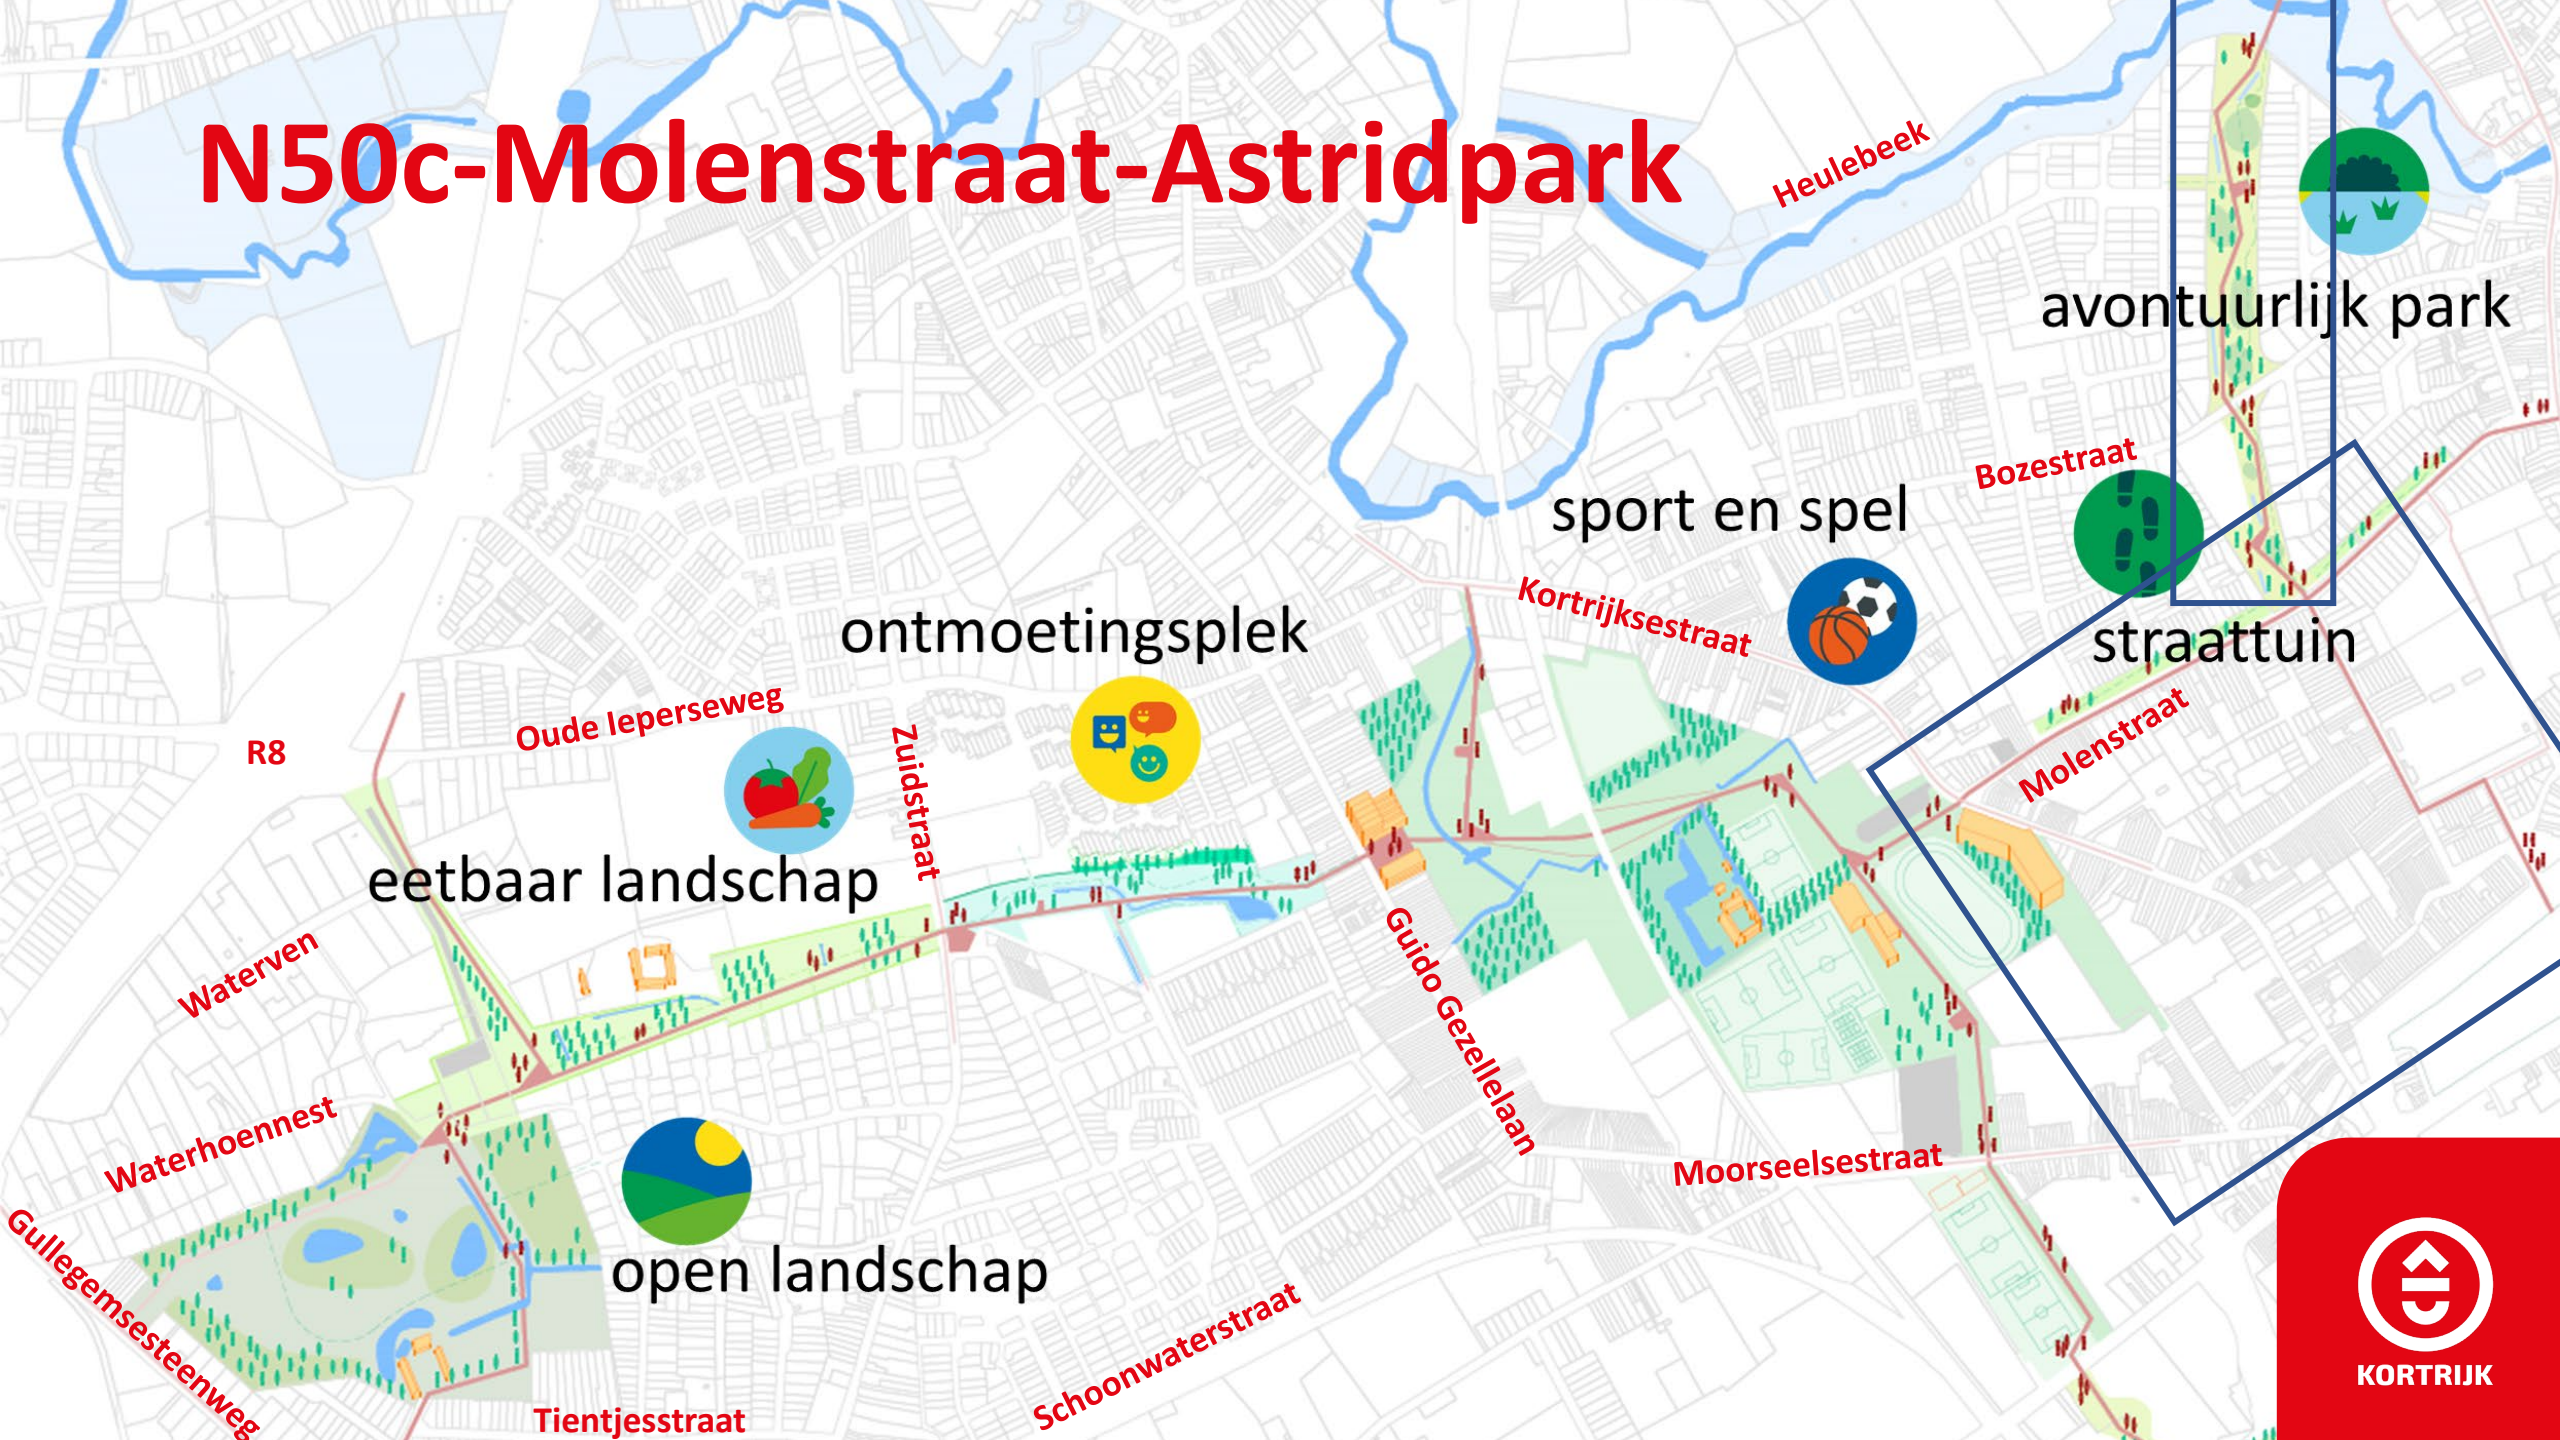 N50c-Molenstraat-Astridpark
Heulebeek
avontuurlijk park
Bozestraat
sport en spel
Kortrijksestraat
straattuin
ontmoetingsplek
Oude Ieperseweg
Zuidstraat
R8
Molenstraat
eetbaar landschap
Guido Gezellelaan
Waterven
Waterhoennest
Moorseelsestraat
Gullegemsesteenweg
open landschap
Schoonwaterstraat
Tientjesstraat
KORTRIJK